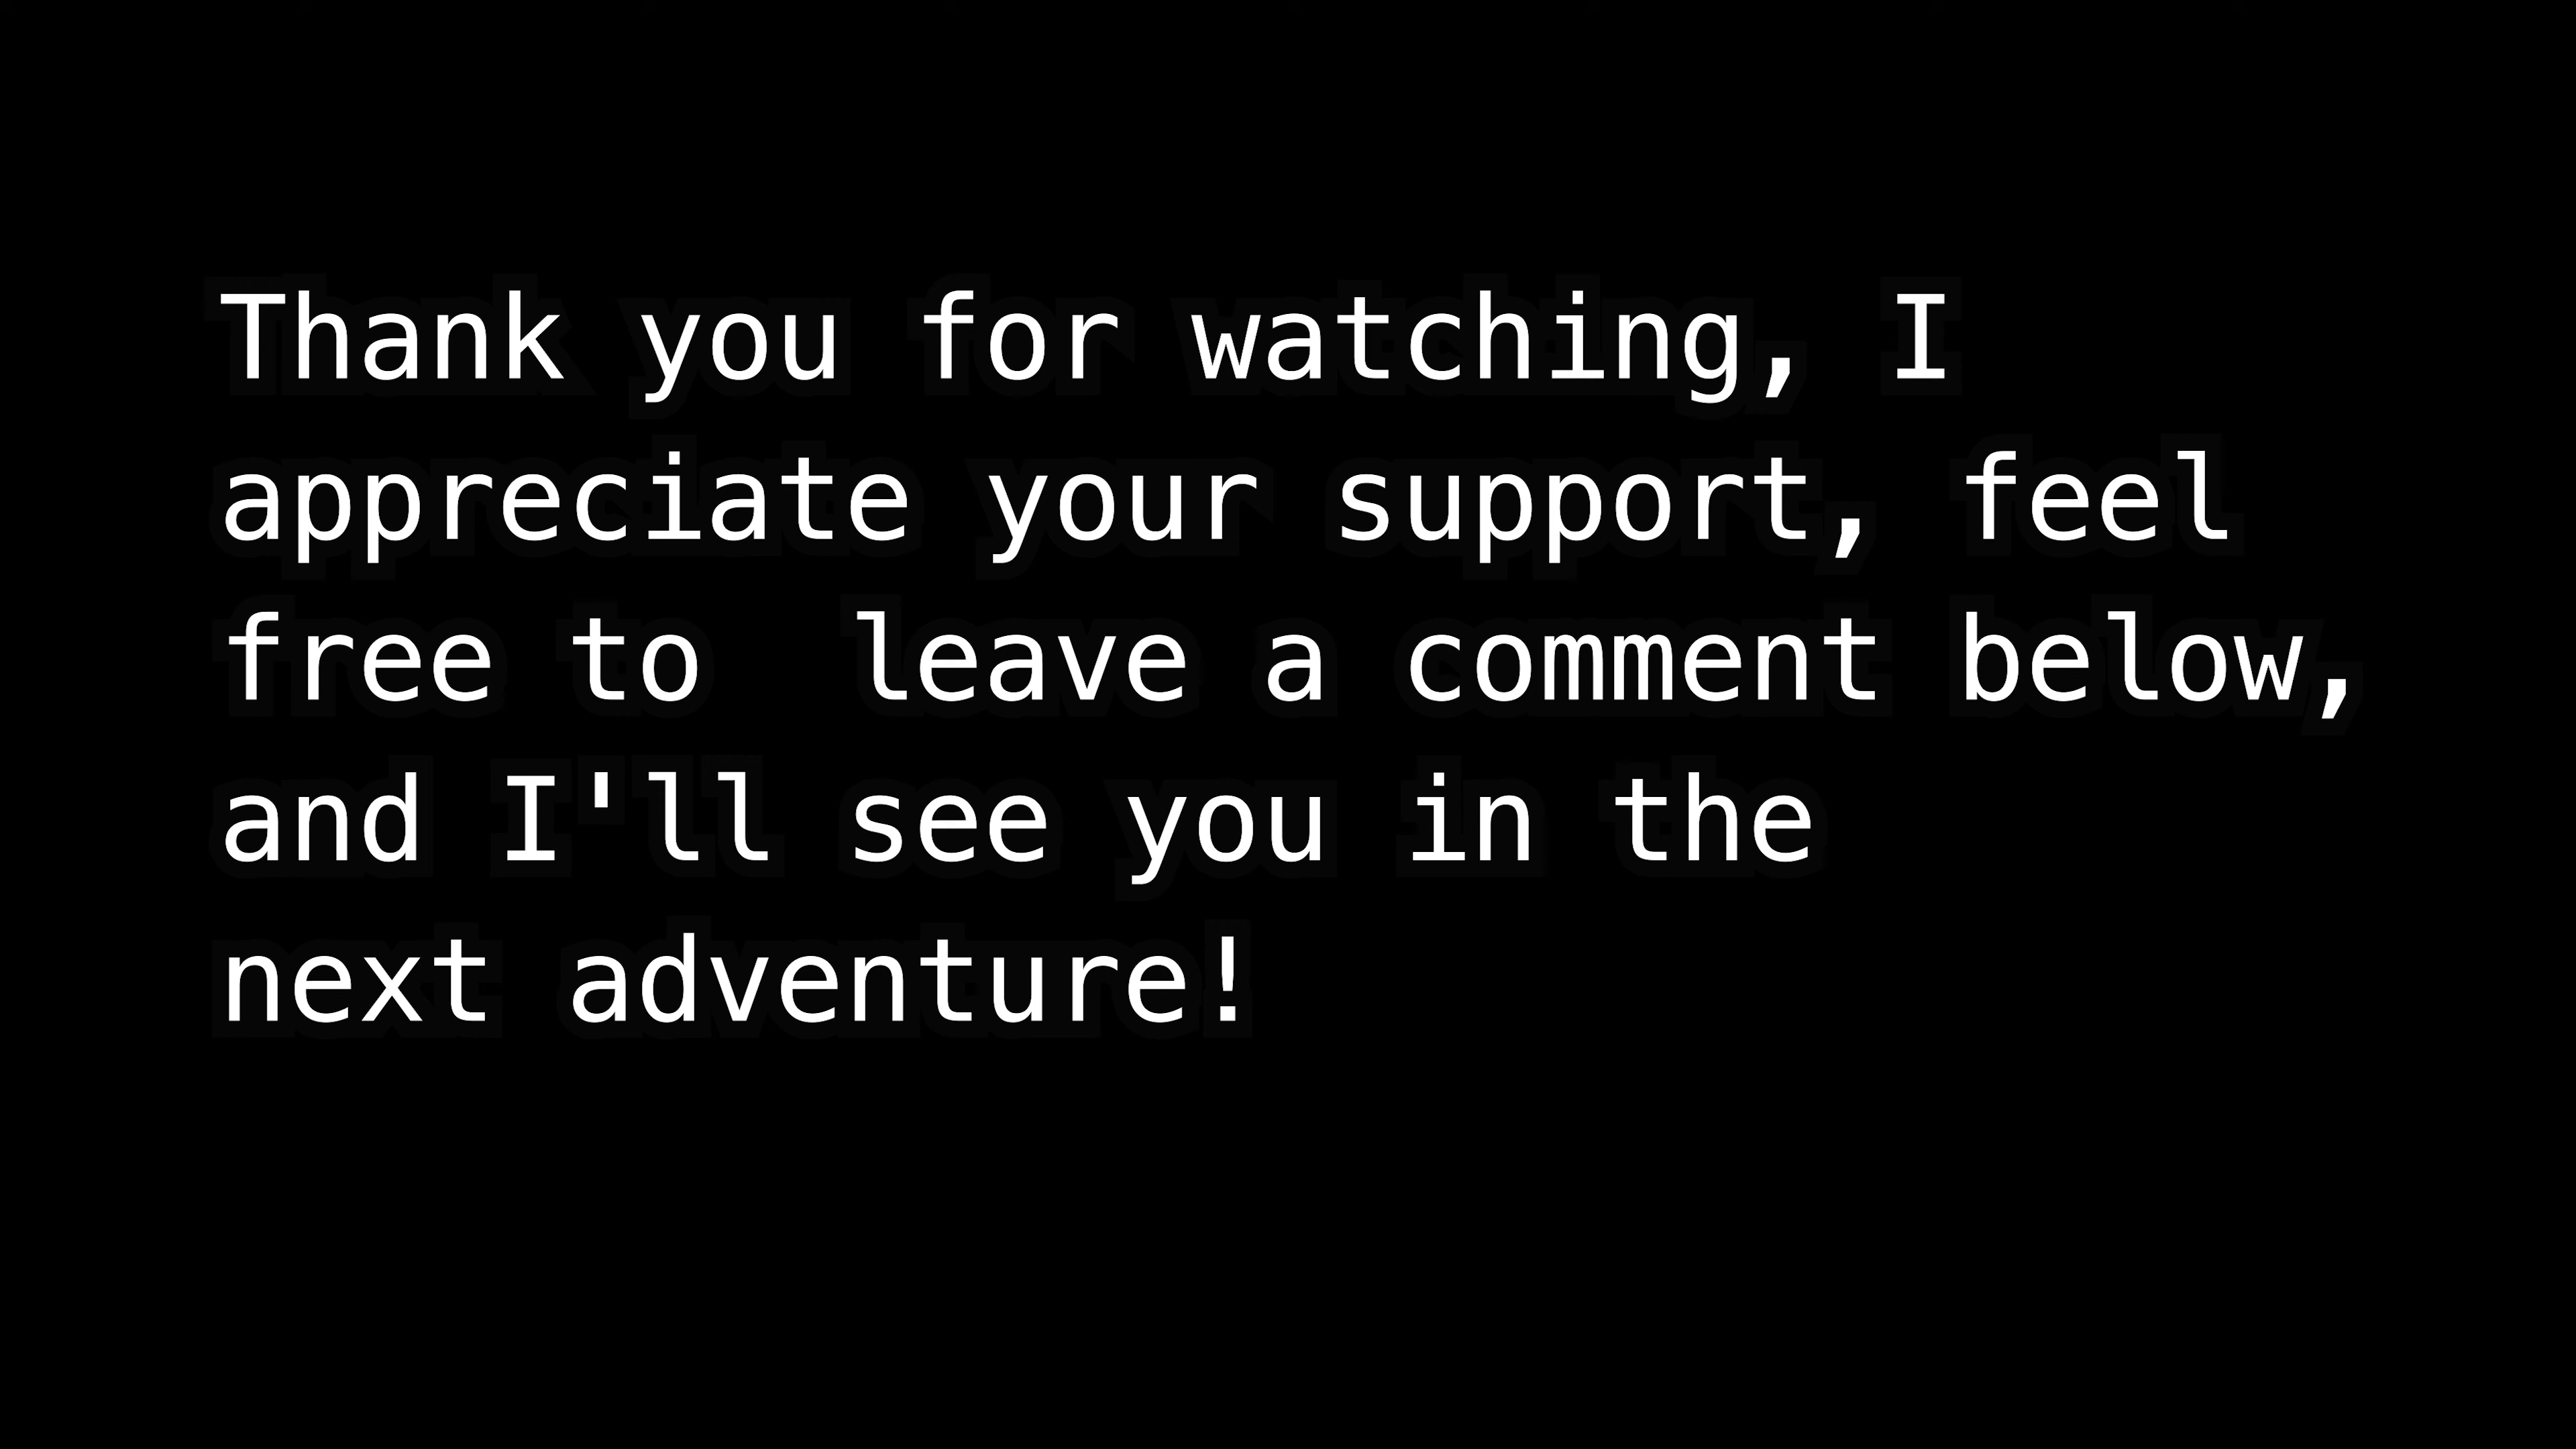 Thank you for watching, I
appreciate your support, feel
free to  leave a comment below,
and I'll see you in the
next adventure!